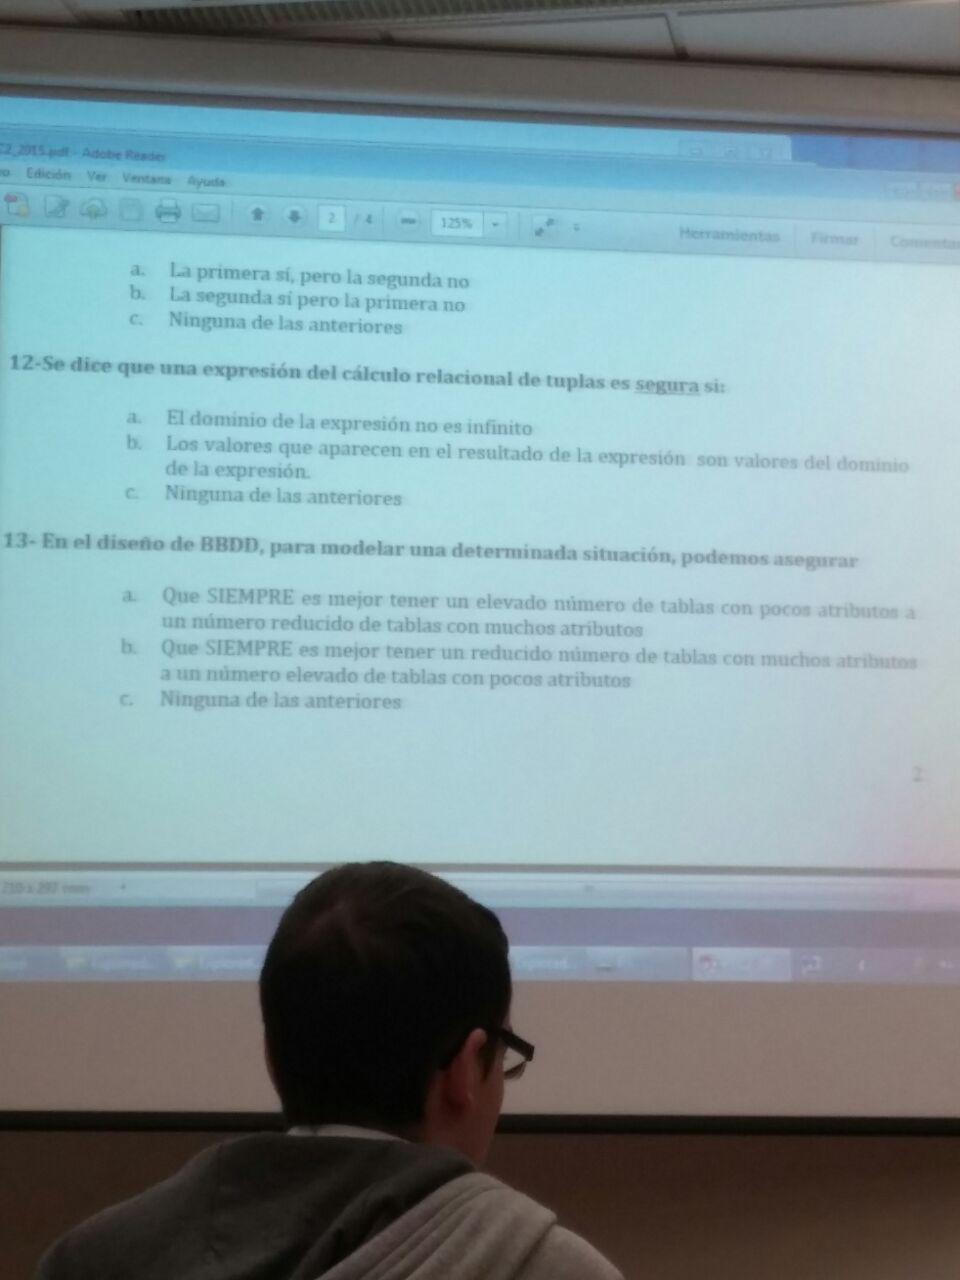 C2_2015.pdf - Adobe Reader
Edición Ver Ventana Ayuda
2 / 4 125% Herramientas Firmar Comenta
a. La primera sí, pero la segunda no
b. La segunda sí pero la primera no
c. Ninguna de las anteriores
12-Se dice que una expresión del cálculo relacional de tuplas es segura si:
a. El dominio de la expresión no es infinito
b. Los valores que aparecen en el resultado de la expresión son valores del dominio
de la expresión.
c. Ninguna de las anteriores
13- En el diseño de BBDD, para modelar una determinada situación, podemos asegurar
a. Que SIEMPRE es mejor tener un elevado número de tablas con pocos atributos a
un número reducido de tablas con muchos atributos
b. Que SIEMPRE es mejor tener un reducido número de tablas con muchos atributos
a un número elevado de tablas con pocos atributos
c. Ninguna de las anteriores
2
210 x 297 mm